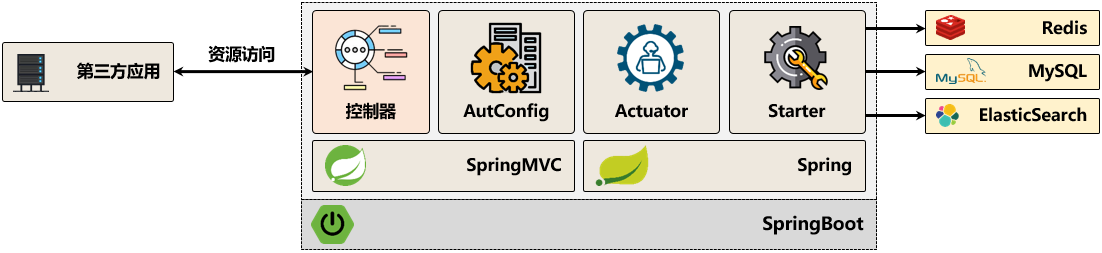 第三方应用
资源访问
控制器
AutConfig
Actuator
Starter
SpringMVC
Spring
SpringBoot
Redis
MySQL
MySQL
ElasticSearch